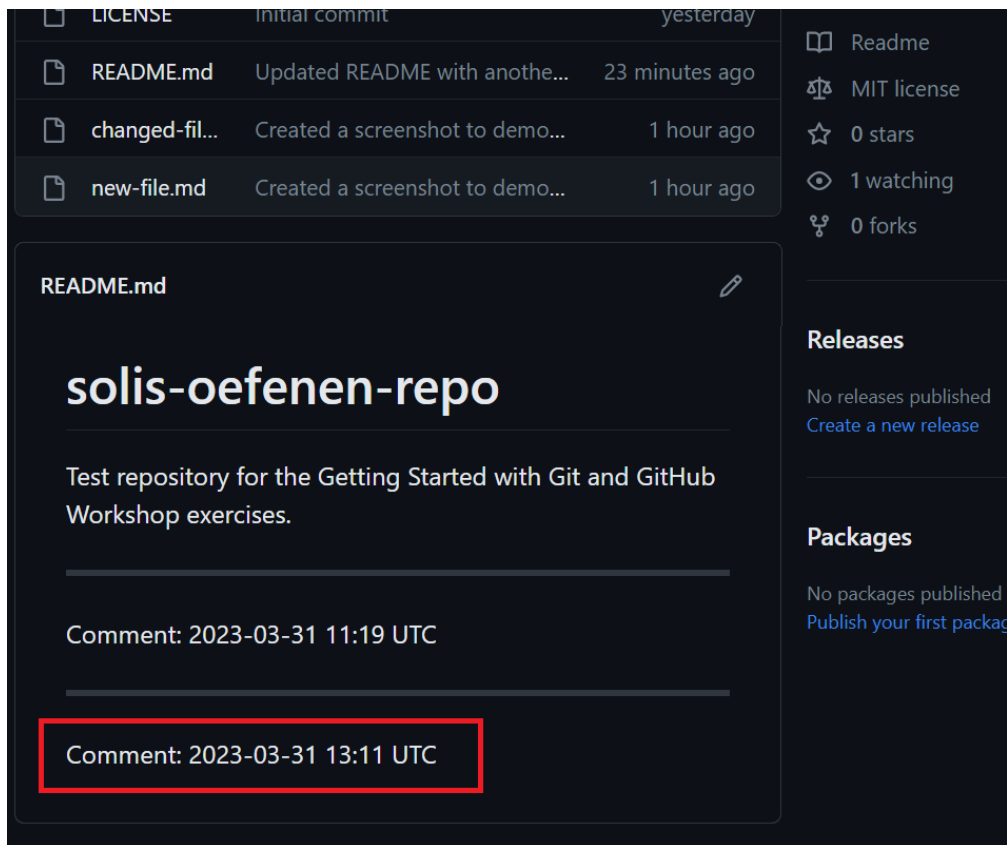 LICENSE Initial commit yesterday
README.md Updated README with anothe... 23 minutes ago
changed-fil... Created a screenshot to demo... 1 hour ago
new-file.md Created a screenshot to demo... 1 hour ago
README.md
solis-oefenen-repo
Test repository for the Getting Started with Git and GitHub
Workshop exercises.
Comment: 2023-03-31 11:19 UTC
Comment: 2023-03-31 13:11 UTC
Readme
MIT license
0 stars
1 watching
0 forks
Releases
No releases published
Create a new release
Packages
No packages published
Publish your first packag